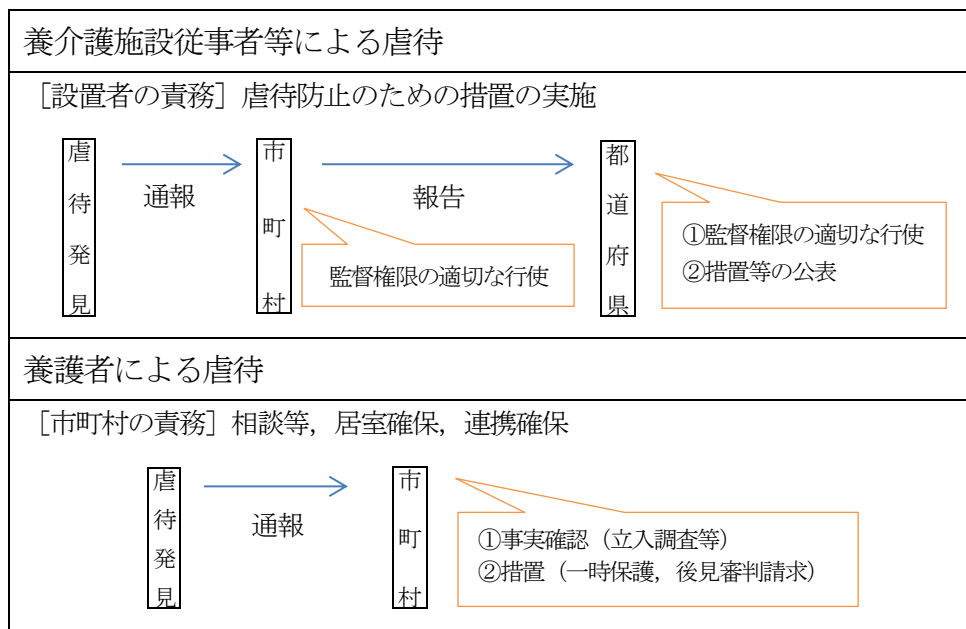 養介護施設従事者等による虐待
［設置者の責務］虐待防止のための措置の実施
虐待発見
通報
市町村
監督権限の適切な行使
報告
都道府県
①監督権限の適切な行使
②措置等の公表
養護者による虐待
［市町村の責務］相談等，居室確保，連携確保
虐待発見
通報
市町村
①事実確認（立入調査等）
②措置（一時保護，後見審判請求）